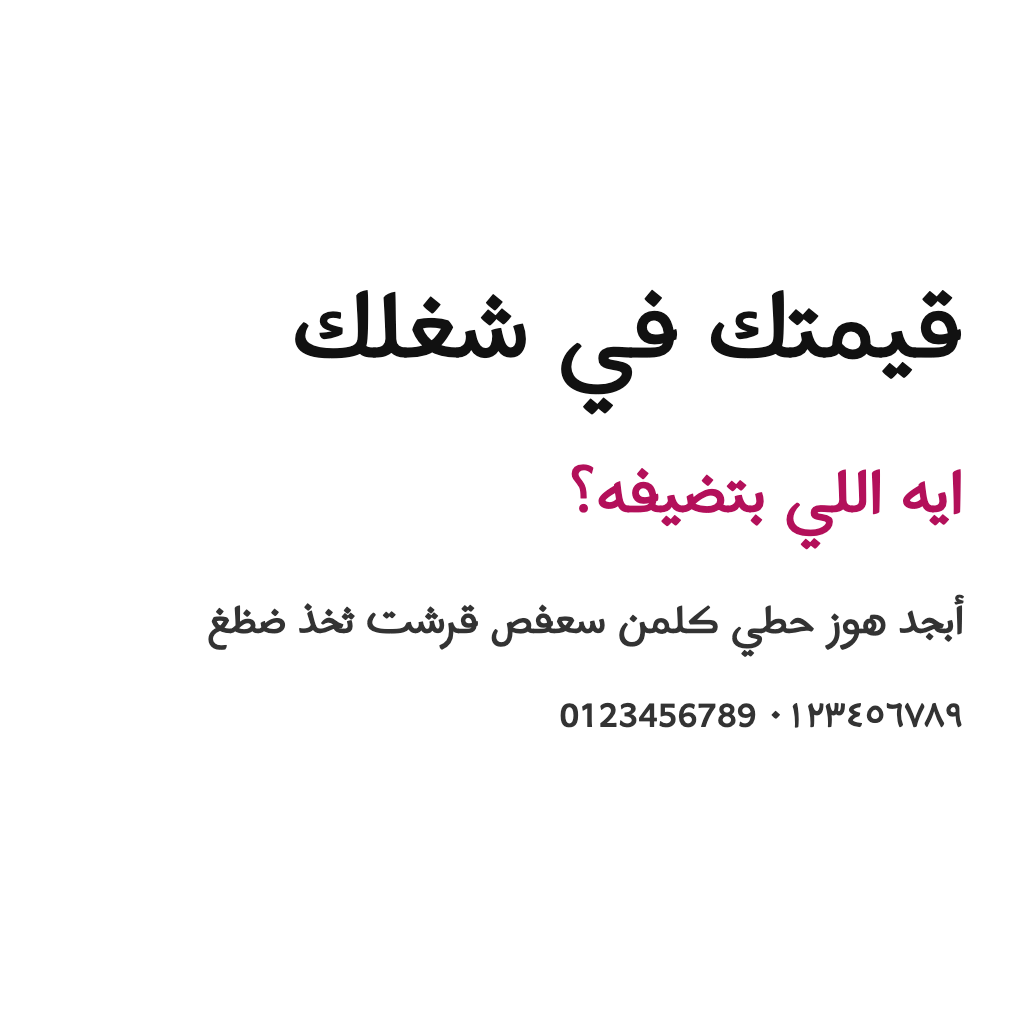 قيمتك في شغلك
ايه اللي بتضيفه؟
أبجد هوز حطي كلمن سعفص قرشت ثخذ ضظغ
0123456789 ٠١٢٣٤٥٦٧٨٩